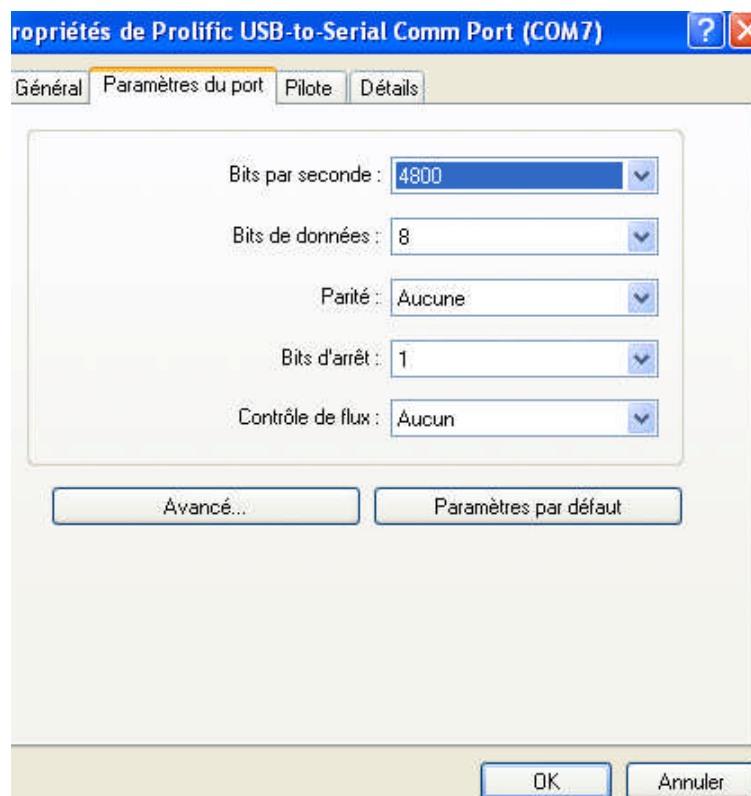 ropriétés de Prolific USB-to-Serial Comm Port (COM7)
Général Paramètres du port Pilote Détails
Bits par seconde : 4800
Bits de données : 8
Parité : Aucune
Bits d'arrêt : 1
Contrôle de flux : Aucun
Avancé... Paramètres par défaut
OK Annuler